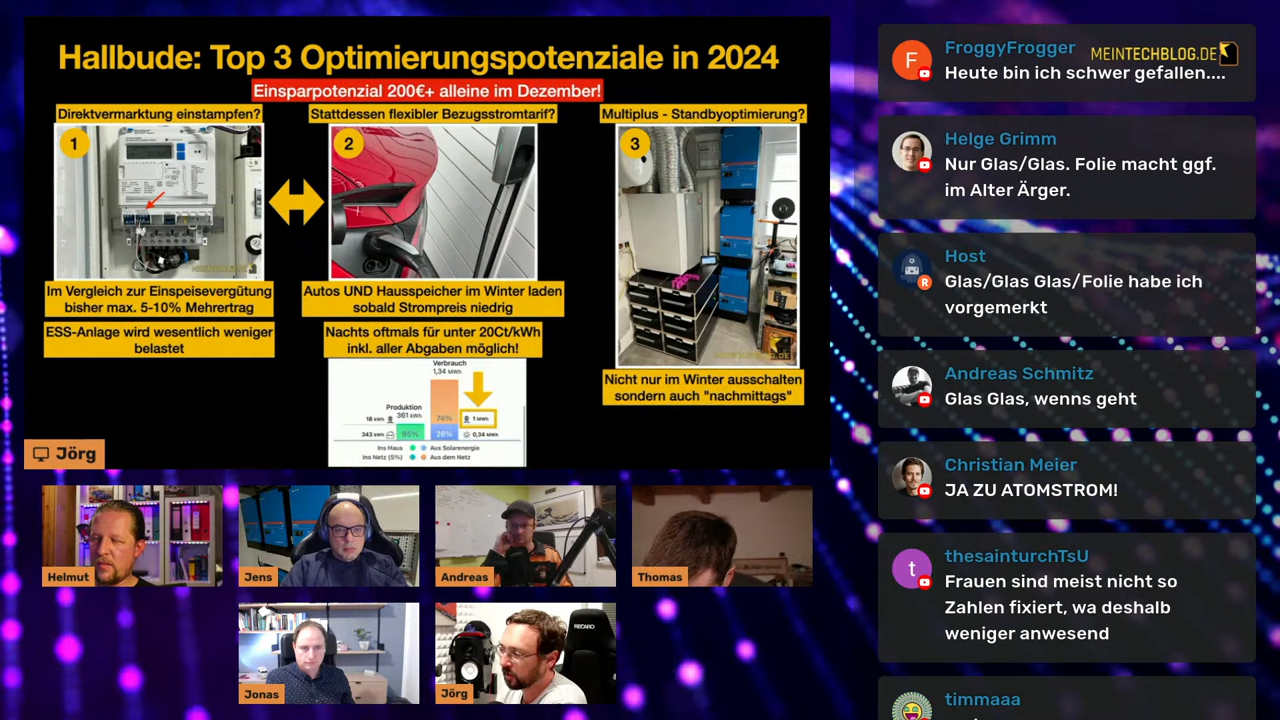 Hallbude: Top 3 Optimierungspotenziale in 2024
Einsparpotenzial 200€+ alleine im Dezember!
Direktvermarktung einstampfen?
1
Im Vergleich zur Einspeisevergütung
bisher max. 5-10% Mehrertrag
ESS-Anlage wird wesentlich weniger
belastet
Stattdessen flexibler Bezugsstromtarif?
2
Autos UND Hausspeicher im Winter laden
sobald Strompreis niedrig
Nachts oftmals für unter 20Ct/kWh
inkl. aller Abgaben möglich!
Verbrauch
1,34 MWh
Produktion
361 kWh
18 kWh
74%
1 MWh
343 kWh
95%
26%
0,34 MWh
Ins Haus
Aus Solarenergie
Ins Netz (5%)
Aus dem Netz
Multiplus - Standbyoptimierung?
3
MEINTECHBLOG.DE
Nicht nur im Winter ausschalten
sondern auch "nachmittags"
Jörg
Helmut
Jens
Andreas
Thomas
Jonas
RECARO
Jörg
FroggyFrogger
MEINTECHBLOG.DE
Heute bin ich schwer gefallen....
Helge Grimm
Nur Glas/Glas. Folie macht ggf.
im Alter Ärger.
Host
Glas/Glas Glas/Folie habe ich
vorgemerkt
Andreas Schmitz
Glas Glas, wenns geht
Christian Meier
JA ZU ATOMSTROM!
thesainturchTsU
Frauen sind meist nicht so
Zahlen fixiert, wa deshalb
weniger anwesend
timmaaa